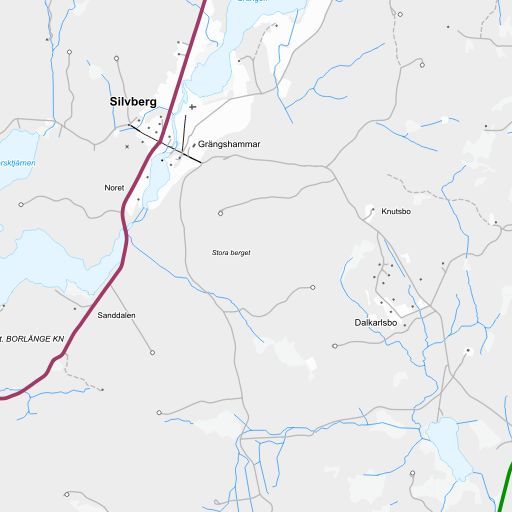 Silvberg
Grängshammar
Noret
Knutsbo
Stora berget
Sanddalen
Dalkarlsbo
t. BORLÄNGE KN